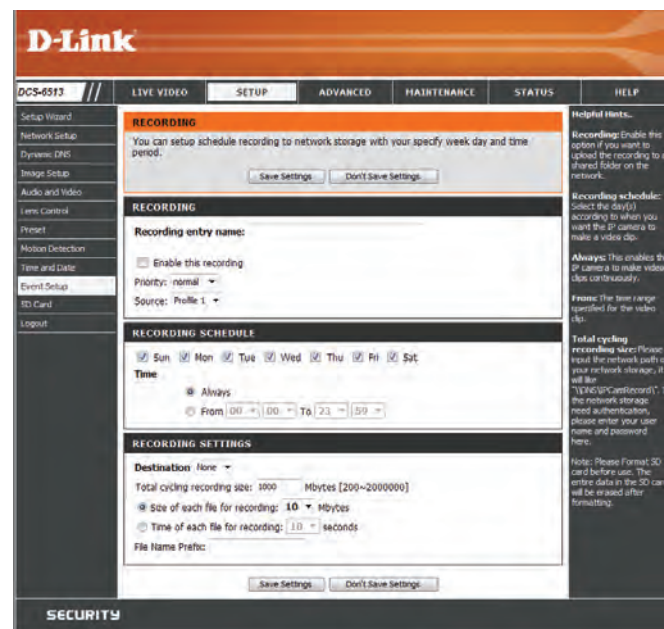 D-Link
DCS-6513 // LIVE VIDEO SETUP ADVANCED MAINTENANCE STATUS HELP
Setup Wizard
Network Setup
Dynamic DNS
Image Setup
Audio and Video
Lens Control
Preset
Motion Detection
Time and Date
Event Setup
SD Card
Logout
RECORDING
You can setup schedule recording to network storage with your specify week day and time
period.
Save Settings Don't Save Settings
RECORDING
Recording entry name:
Enable this recording
Priority: normal
Source: Profile 1
RECORDING SCHEDULE
Sun Mon Tue Wed Thu Fri Sat
Time
Always
From 00 : 00 To 23 : 59
RECORDING SETTINGS
Destination None
Total cycling recording size: 1000 Mbytes [200~2000000]
Size of each file for recording: 10 Mbytes
Time of each file for recording: 10 seconds
File Name Prefix:
Save Settings Don't Save Settings
Helpful Hints..
Recording: Enable this
option if you want to
upload the recording to a
shared folder on the
network.
Recording schedule:
Select the day(s)
according to when you
want the IP camera to
make a video clip.
Always: This enables th
IP camera to make video
clips continuously.
From: The time range
specified for the video
clip.
Total cycling
recording size: Please
input the network path o
your network storage, it
will like
the network storage
need authentication,
please enter your user
name and password
here.
Note: Please Format SD
card before use. The
entire data in the SD car
will be erased after
formatting.
SECURITY